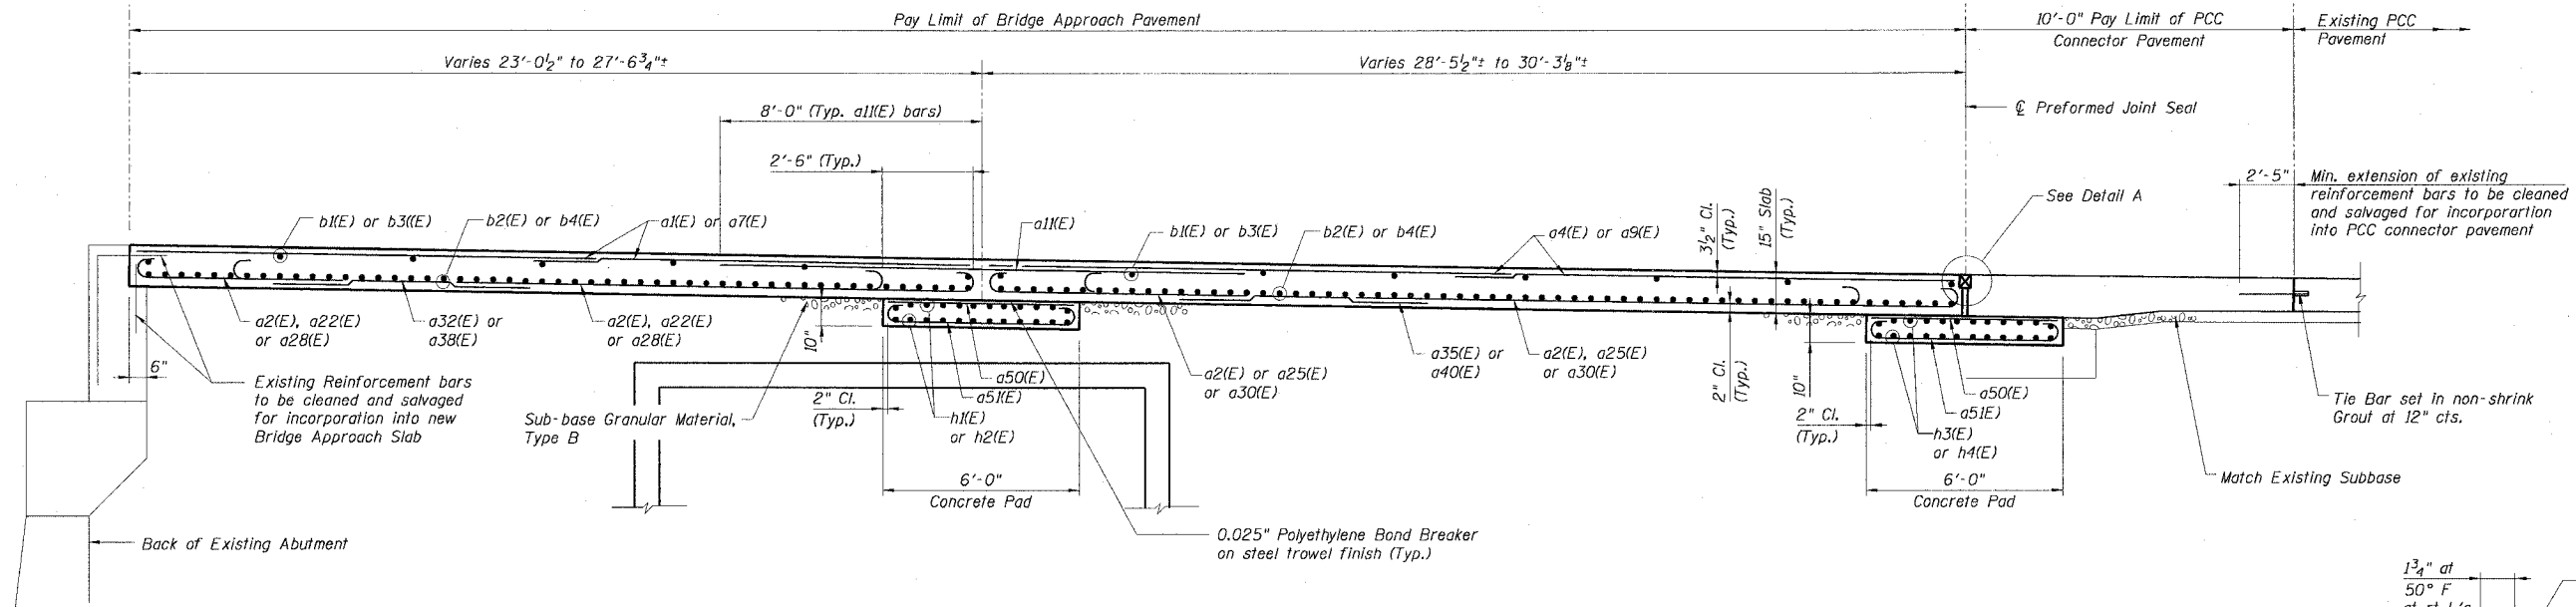 Pay Limit of Bridge Approach Pavement
10'-0" Pay Limit of PCC
Connector Pavement
Existing PCC
Pavement
Varies 23'-0½" to 27'-6¾"±
Varies 28'-5½"± to 30'-3⅛"±
℄ Preformed Joint Seal
8'-0" (Typ. a11(E) bars)
2'-6" (Typ.)
2'-5"
Min. extension of existing
reinforcement bars to be cleaned
and salvaged for incorporartion
into PCC connector pavement
See Detail A
b1(E) or b3((E)
b2(E) or b4(E)
a1(E) or a7(E)
a11(E)
b1(E) or b3(E)
b2(E) or b4(E)
a4(E) or a9(E)
3½" Cl.
(Typ.)
15" Slab
(Typ.)
a2(E), a22(E)
or a28(E)
a32(E) or
a38(E)
a2(E), a22(E)
or a28(E)
10"
6"
Existing Reinforcement bars
to be cleaned and salvaged
for incorporation into new
Bridge Approach Slab
Sub-base Granular Material,
Type B
2" Cl.
(Typ.)
a50(E)
a51(E)
h1(E)
or h2(E)
a2(E) or a25(E)
or a30(E)
a35(E) or
a40(E)
a2(E), a25(E)
or a30(E)
2" Cl.
(Typ.)
10"
2" Cl.
(Typ.)
a50(E)
a51E)
h3(E)
or h4(E)
Tie Bar set in non-shrink
Grout at 12" cts.
Match Existing Subbase
6'-0"
Concrete Pad
6'-0"
Concrete Pad
0.025" Polyethylene Bond Breaker
on steel trowel finish (Typ.)
Back of Existing Abutment
1¾" at
50° F